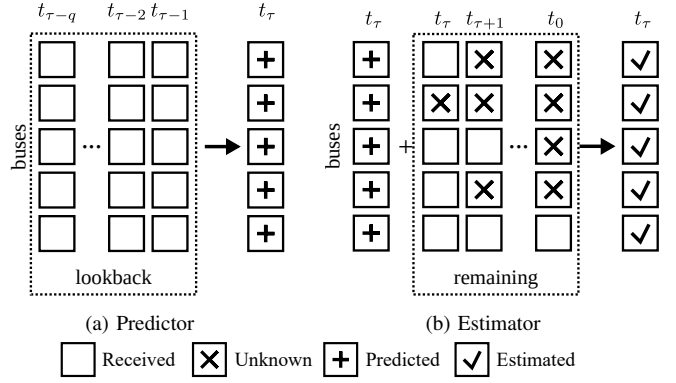 t_{τ−q} t_{τ−2} t_{τ−1} t_τ
t_τ t_τ t_{τ+1} t_0 t_τ
buses
...
lookback
buses
+
...
remaining
(a) Predictor
(b) Estimator
Received
Unknown
Predicted
Estimated